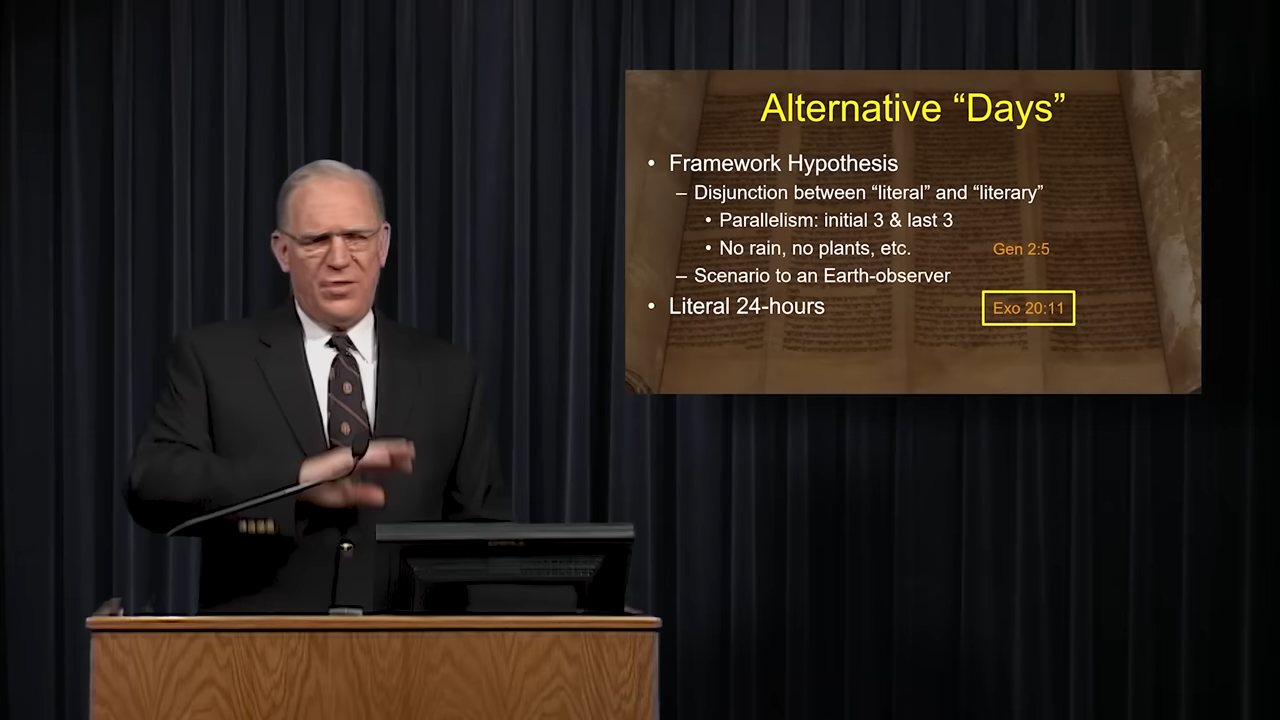 Alternative “Days”
• Framework Hypothesis
– Disjunction between “literal” and “literary”
• Parallelism: initial 3 & last 3
• No rain, no plants, etc. Gen 2:5
– Scenario to an Earth-observer
• Literal 24-hours Exo 20:11